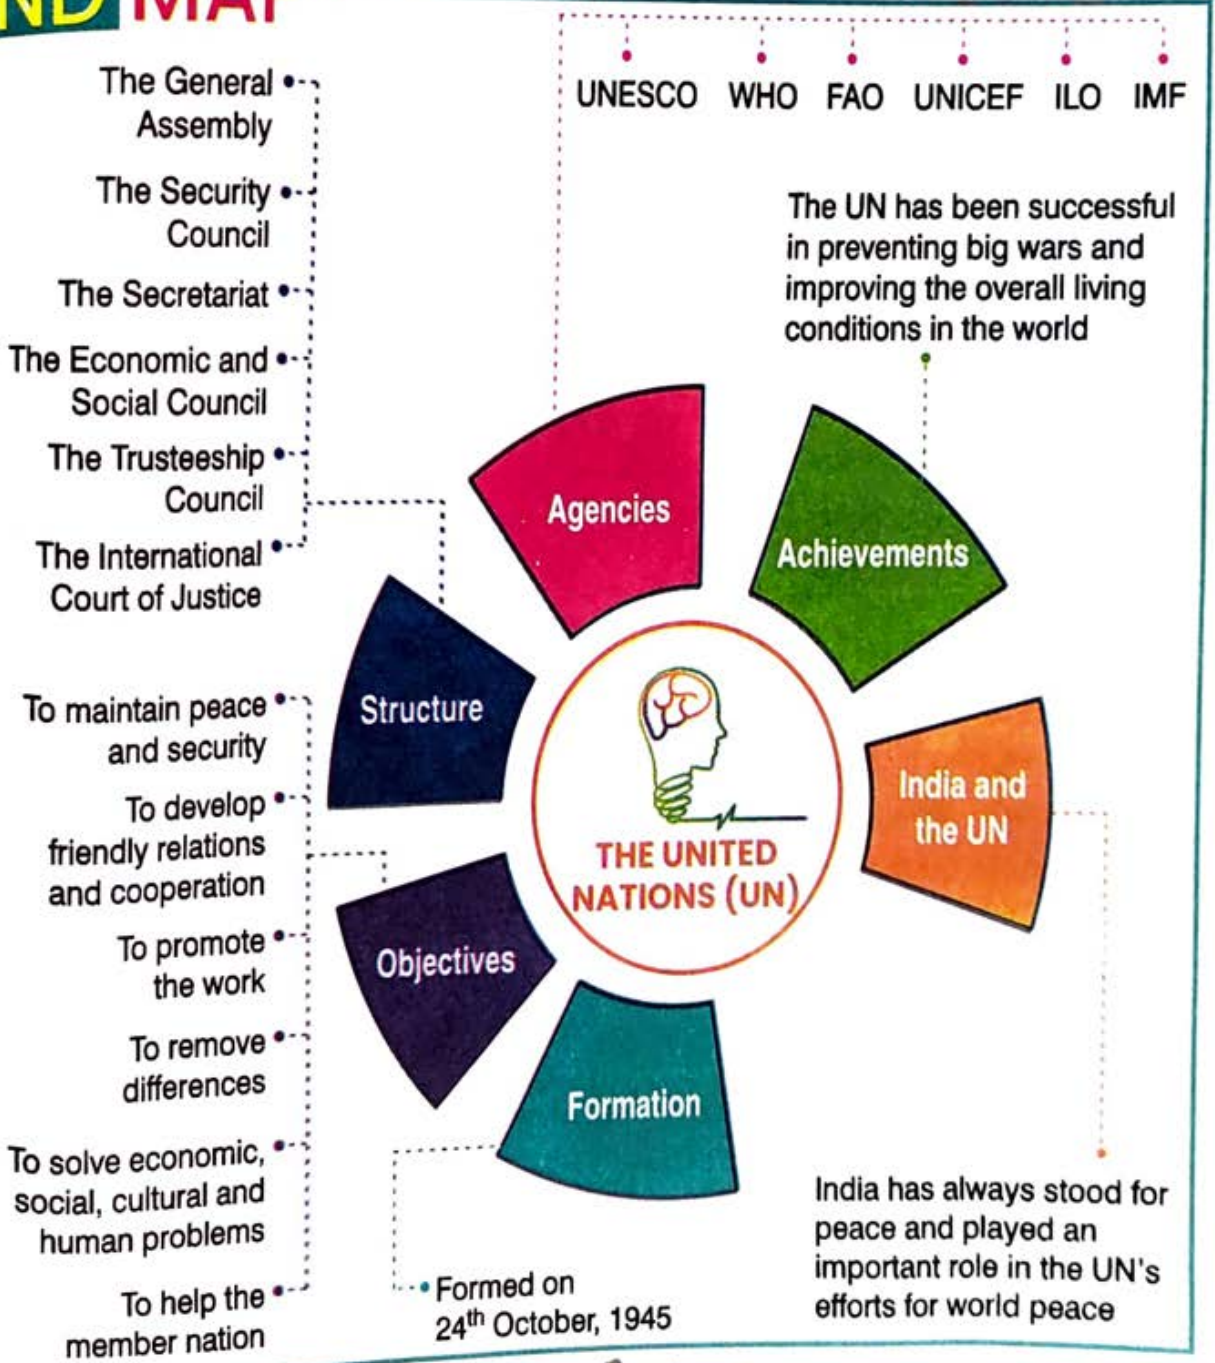 ND MAP
The General
Assembly
The Security
Council
The Secretariat
The Economic and
Social Council
The Trusteeship
Council
The International
Court of Justice
UNESCO WHO FAO UNICEF ILO IMF
The UN has been successful
in preventing big wars and
improving the overall living
conditions in the world
Agencies
Achievements
Structure
India and
the UN
THE UNITED
NATIONS (UN)
Objectives
Formation
To maintain peace
and security
To develop
friendly relations
and cooperation
To promote
the work
To remove
differences
To solve economic,
social, cultural and
human problems
To help the
member nation
Formed on
24th October, 1945
India has always stood for
peace and played an
important role in the UN's
efforts for world peace